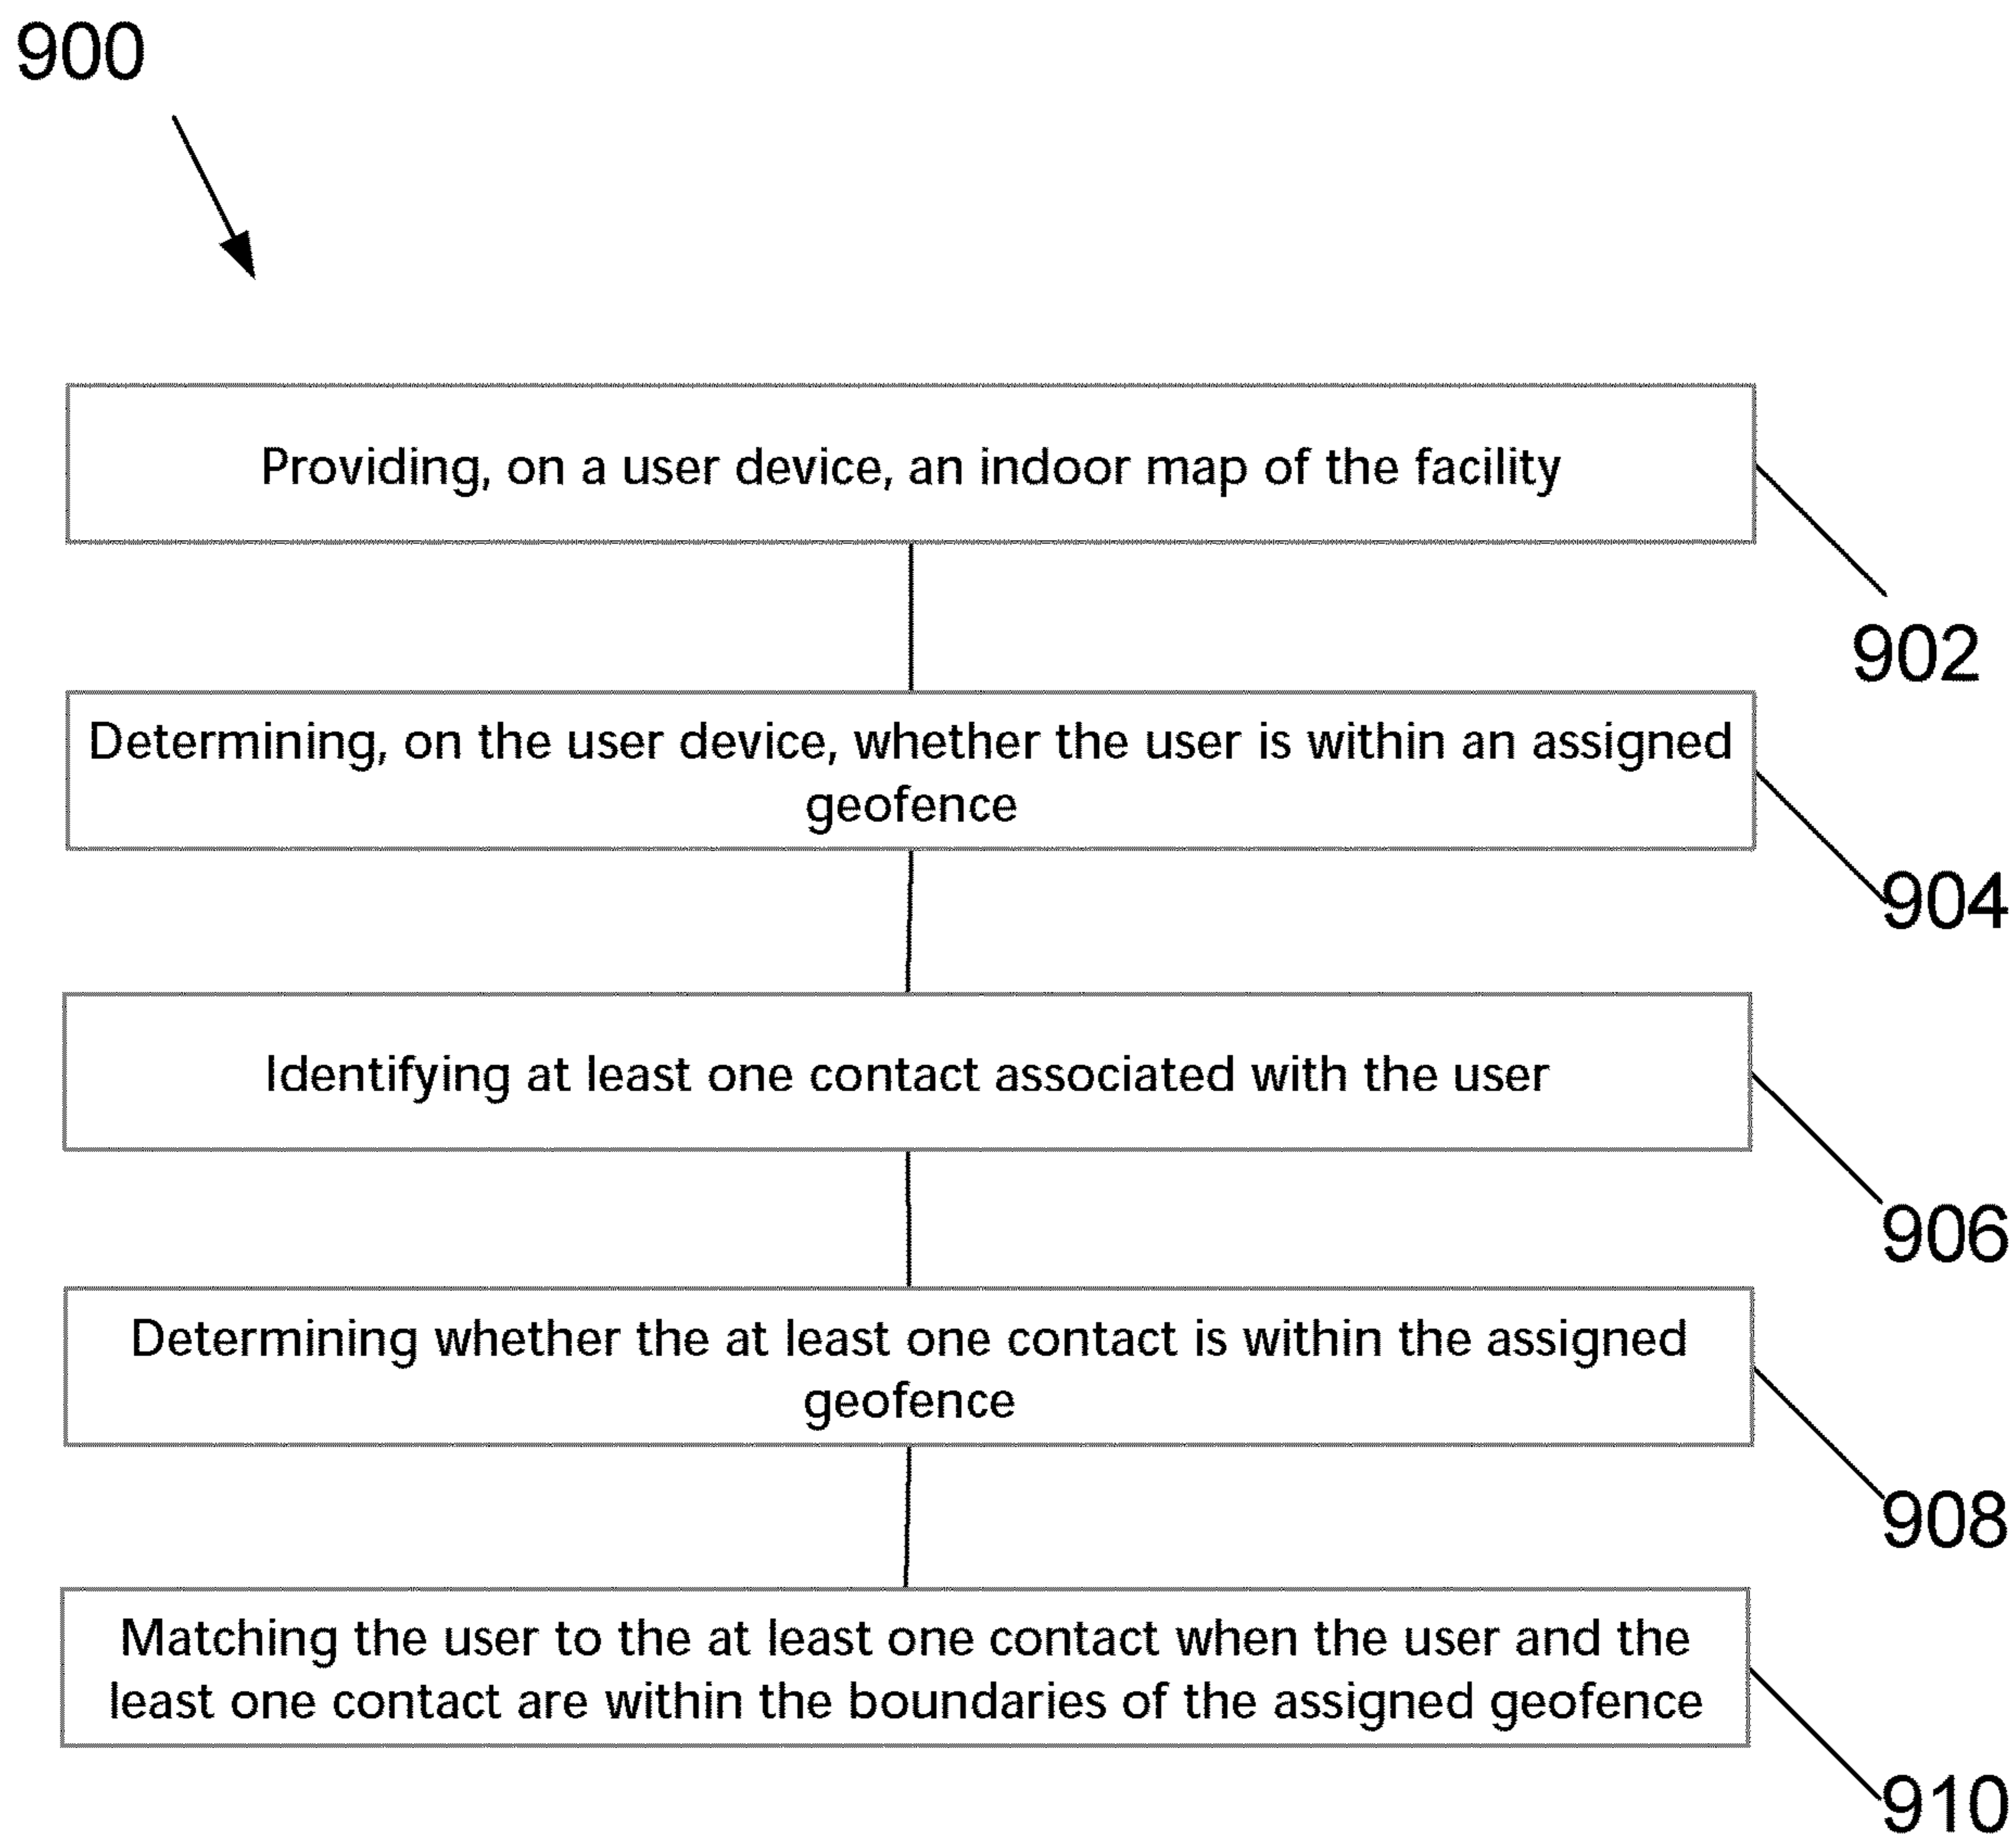 900
Providing, on a user device, an indoor map of the facility
902
Determining, on the user device, whether the user is within an assigned
geofence
904
Identifying at least one contact associated with the user
906
Determining whether the at least one contact is within the assigned
geofence
908
Matching the user to the at least one contact when the user and the
least one contact are within the boundaries of the assigned geofence
910